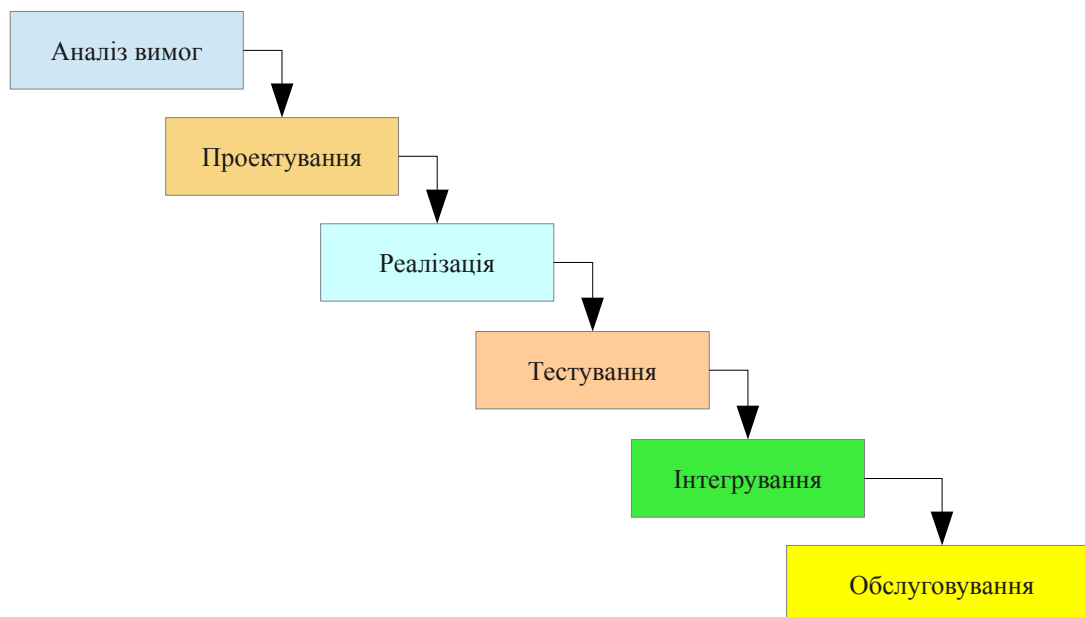 Аналіз вимог
Проектування
Реалізація
Тестування
Інтегрування
Обслуговування